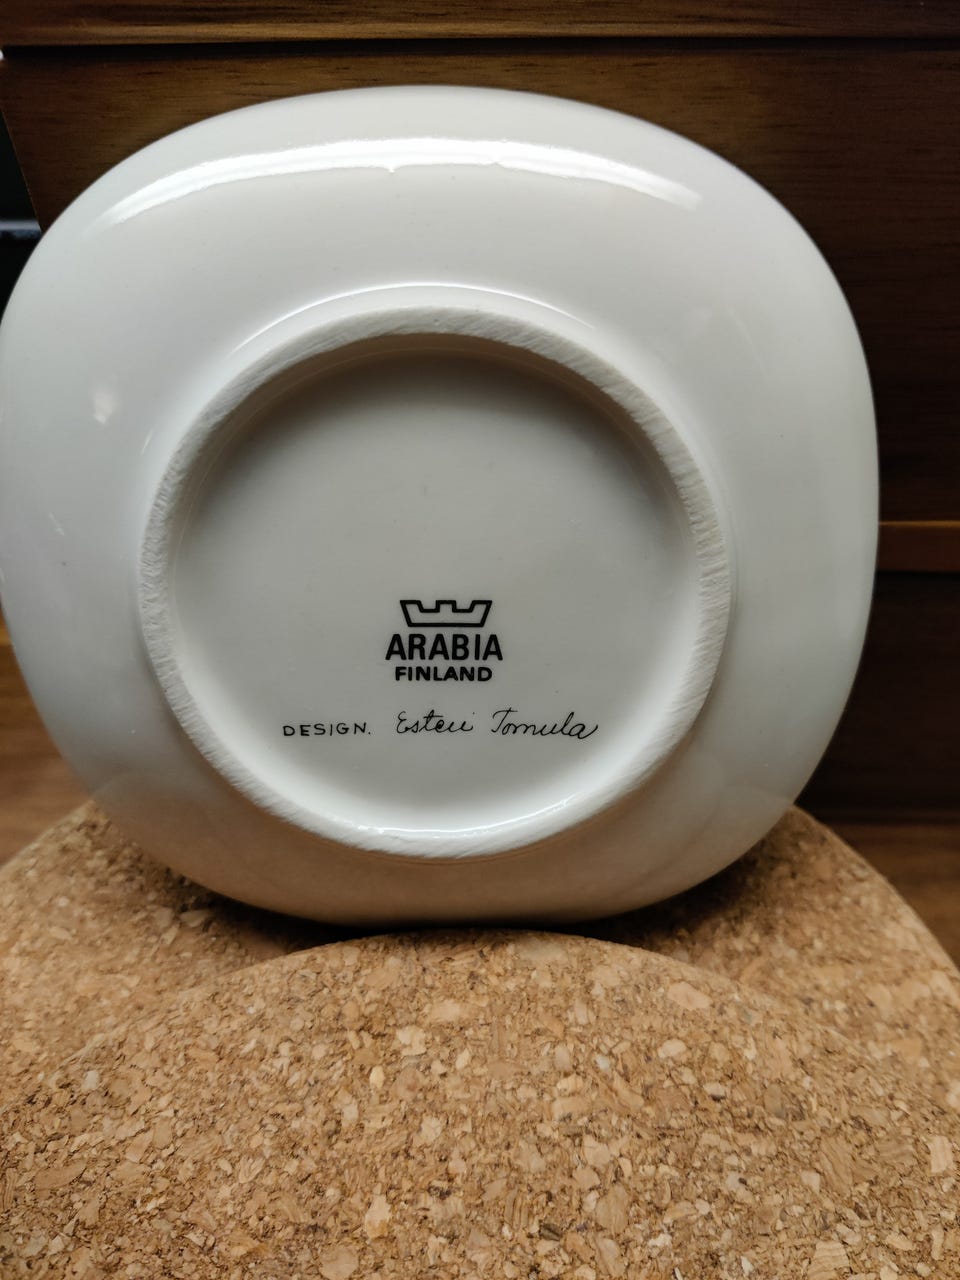 ARABIA
FINLAND
DESIGN. Esteri Tomula